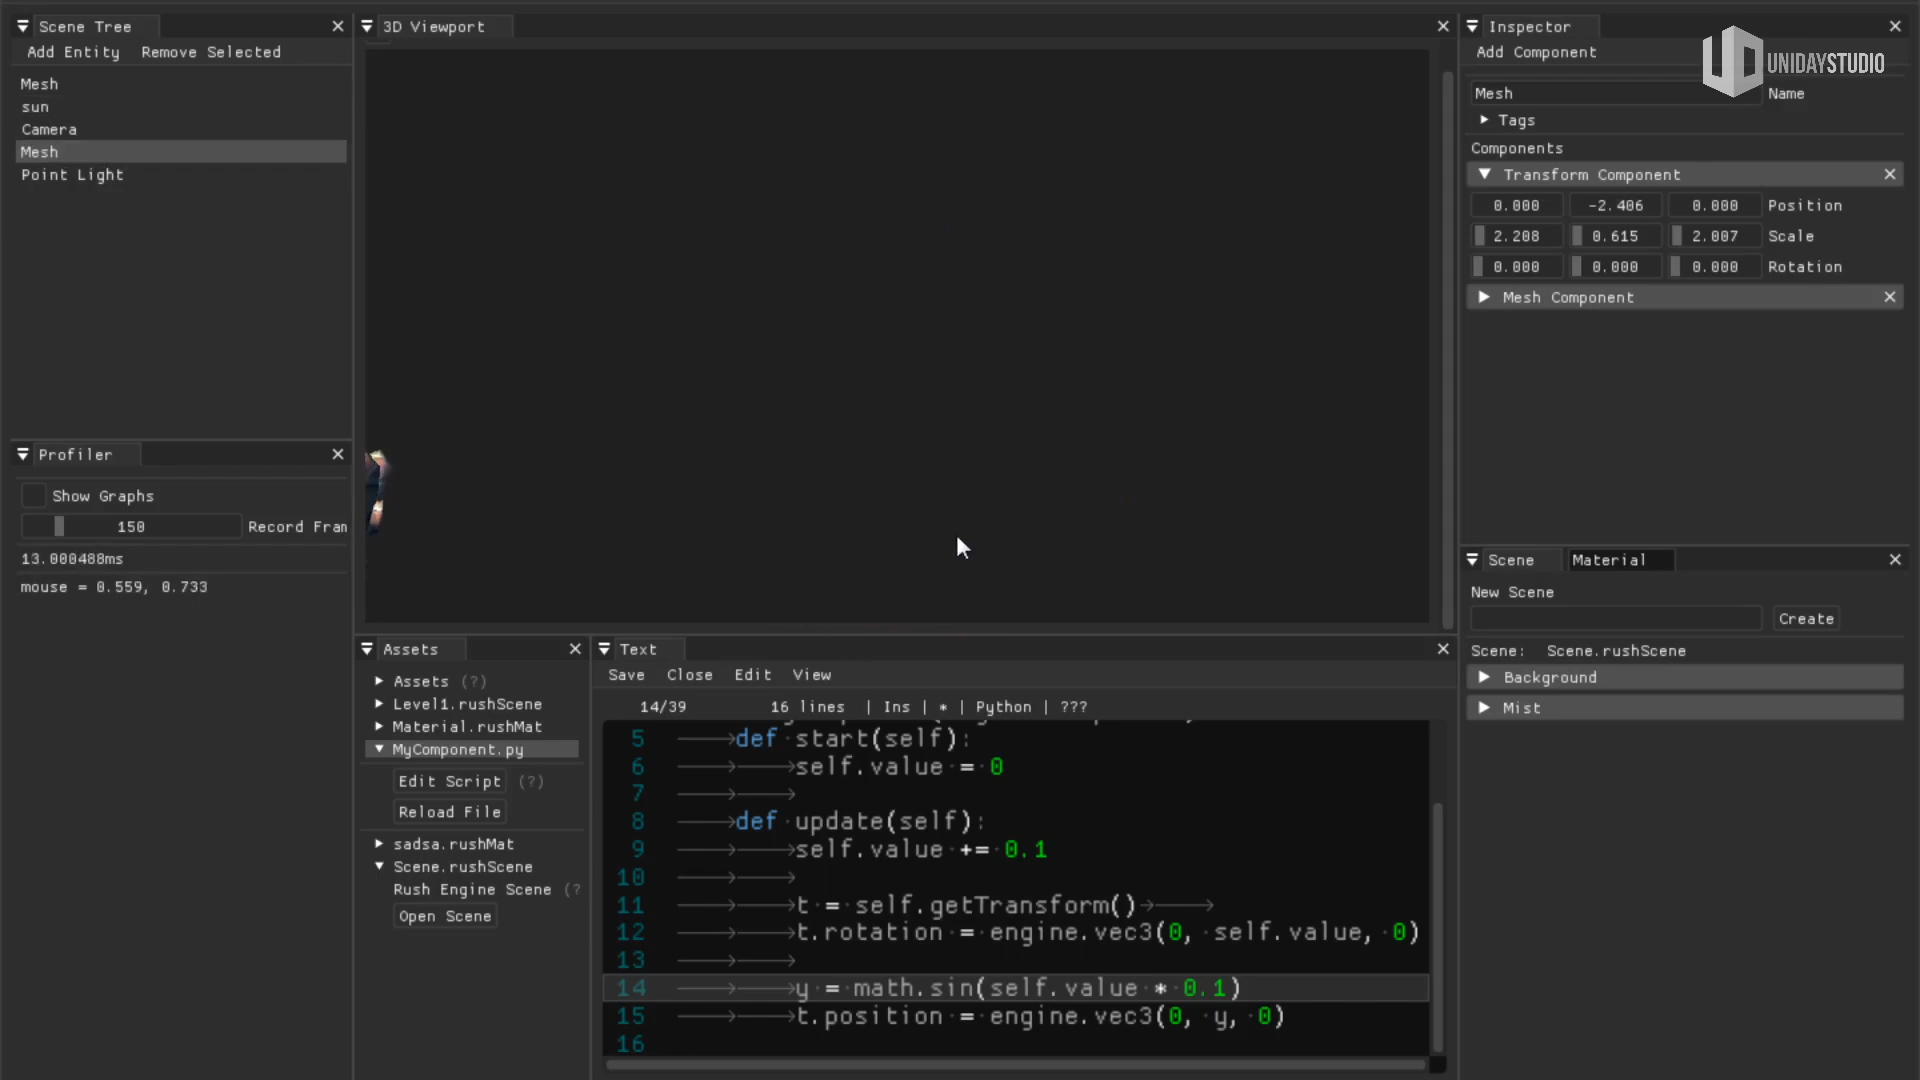 Scene Tree
Add Entity Remove Selected
Mesh
sun
Camera
Mesh
Point Light
Profiler
Show Graphs
150 Record Fran
13.000488ms
mouse = 0.559, 0.733
3D Viewport
Assets
Assets (?)
Level1.rushScene
Material.rushMat
MyComponent.py
Edit Script (?)
Reload File
sadsa.rushMat
Scene.rushScene
Rush Engine Scene (?
Open Scene
Text
Save Close Edit View
14/39 16 lines | Ins | * | Python | ???
5 def start(self):
6 self.value = 0
7
8 def update(self):
9 self.value += 0.1
10
11 t = self.getTransform()
12 t.rotation = engine.vec3(0, self.value, 0)
13
14 y = math.sin(self.value * 0.1)
15 t.position = engine.vec3(0, y, 0)
16
Inspector
Add Component
UNIDAYSTUDIO
Mesh Name
Tags
Components
Transform Component
0.000 -2.406 0.000 Position
2.208 0.615 2.007 Scale
0.000 0.000 0.000 Rotation
Mesh Component
Scene Material
New Scene
Create
Scene: Scene.rushScene
Background
Mist